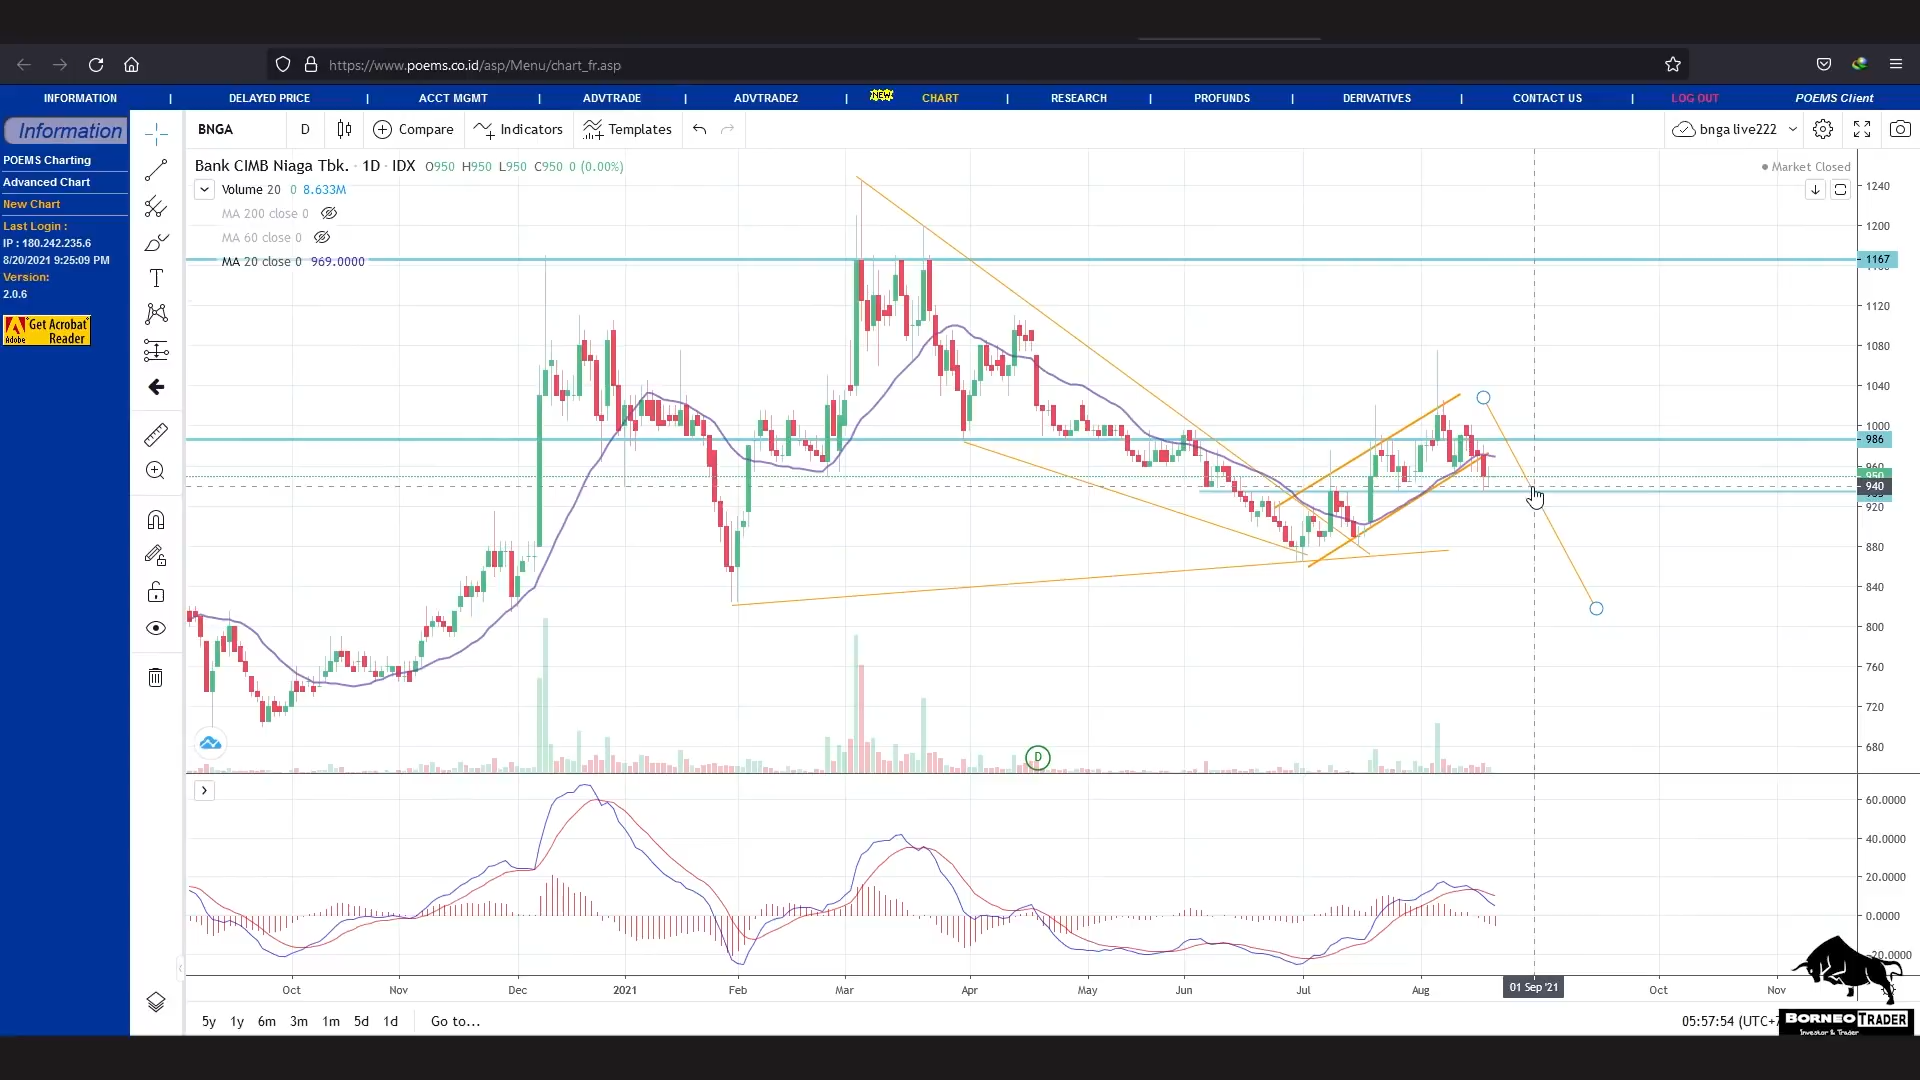 https://www.poems.co.id/asp/Menu/chart_fr.asp
INFORMATION | DELAYED PRICE | ACCT MGMT | ADVTRADE | ADVTRADE2 | NEW CHART | RESEARCH | PROFUNDS | DERIVATIVES | CONTACT US | LOG OUT POEMS Client
Information
POEMS Charting
Advanced Chart
New Chart
Last Login :
IP : 180.242.235.6
8/20/2021 9:25:09 PM
Version:
2.0.6
Get Acrobat
Adobe Reader
BNGA D Compare Indicators Templates bnga live222
Bank CIMB Niaga Tbk. · 1D · IDX O950 H950 L950 C950 0 (0.00%)
Market Closed
Volume 20 0 8.633M
MA 200 close 0
MA 60 close 0
MA 20 close 0 969.0000
1240
1200
1167
1120
1080
1040
1000
986
960
950
940
920
880
840
800
760
720
680
D
60.0000
40.0000
20.0000
0.0000
Oct Nov Dec 2021 Feb Mar Apr May Jun Jul Aug 01 Sep '21 Oct Nov
5y 1y 6m 3m 1m 5d 1d Go to... 05:57:54 (UTC+7
BORNEO TRADER
Investor & Trader